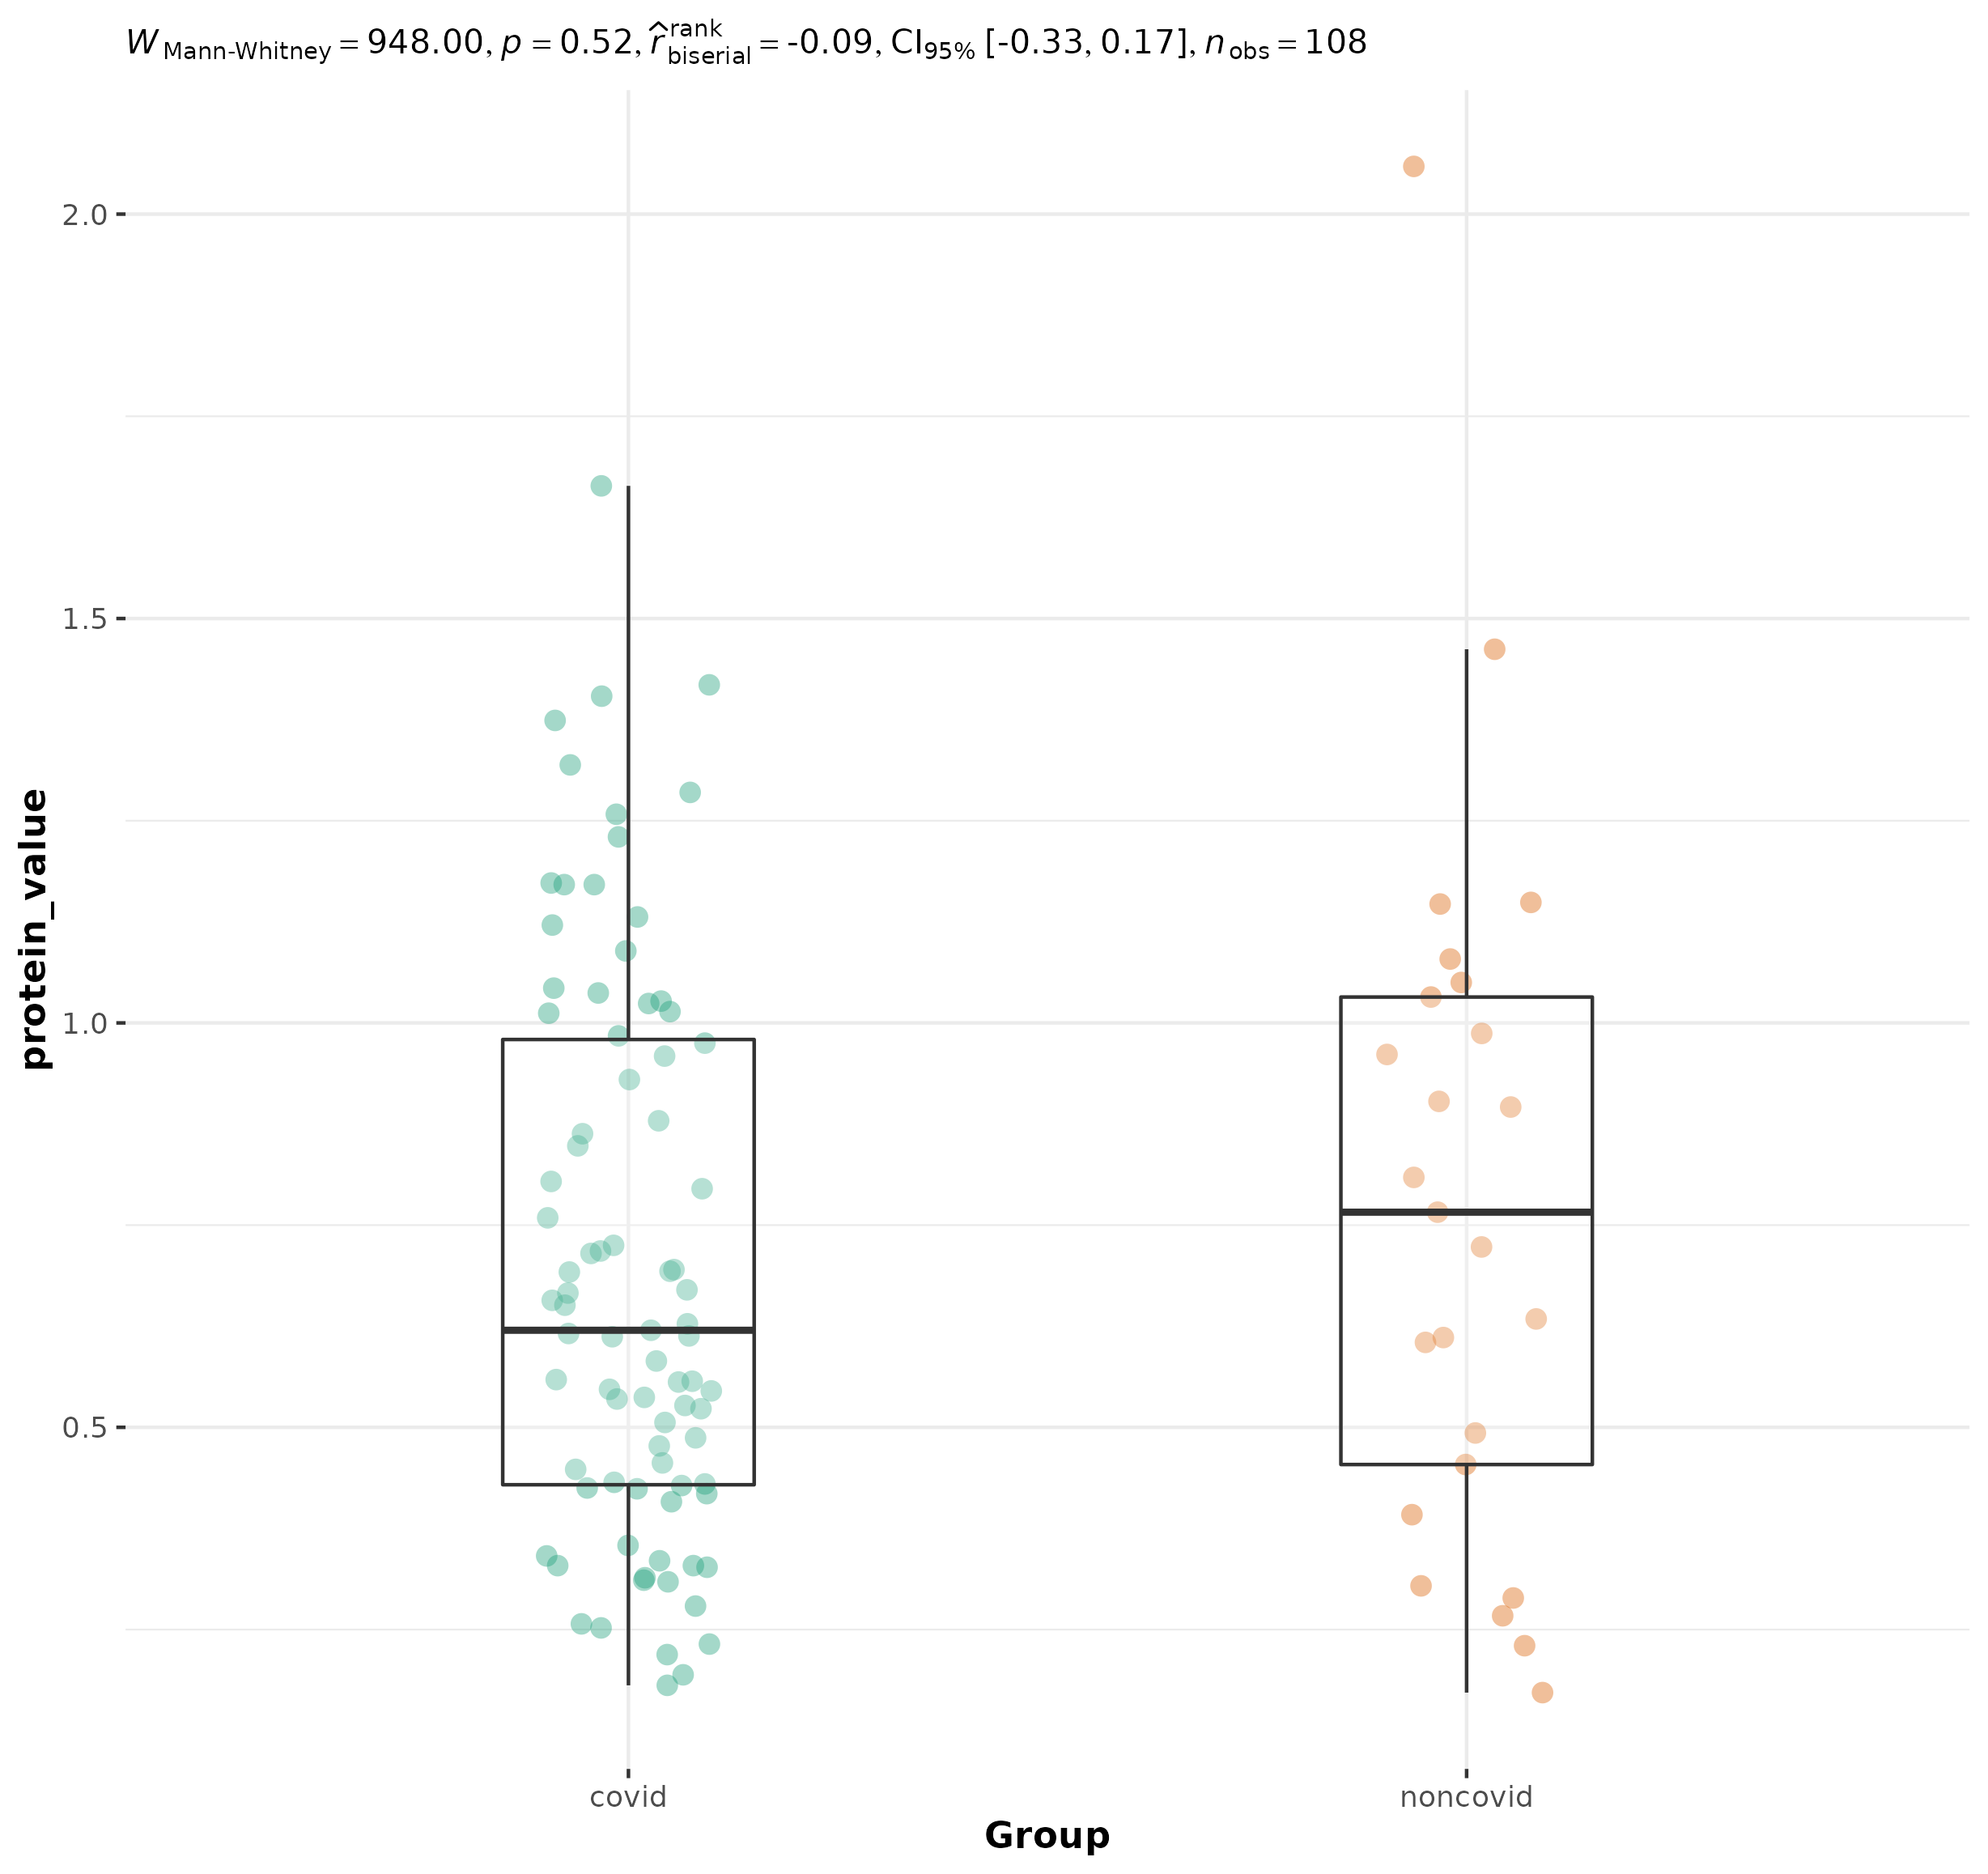 W Mann-Whitney = 948.00, p = 0.52, r̂ rank biserial = -0.09, CI95% [-0.33, 0.17], n obs = 108
protein_value
2.0
1.5
1.0
0.5
covid noncovid
Group